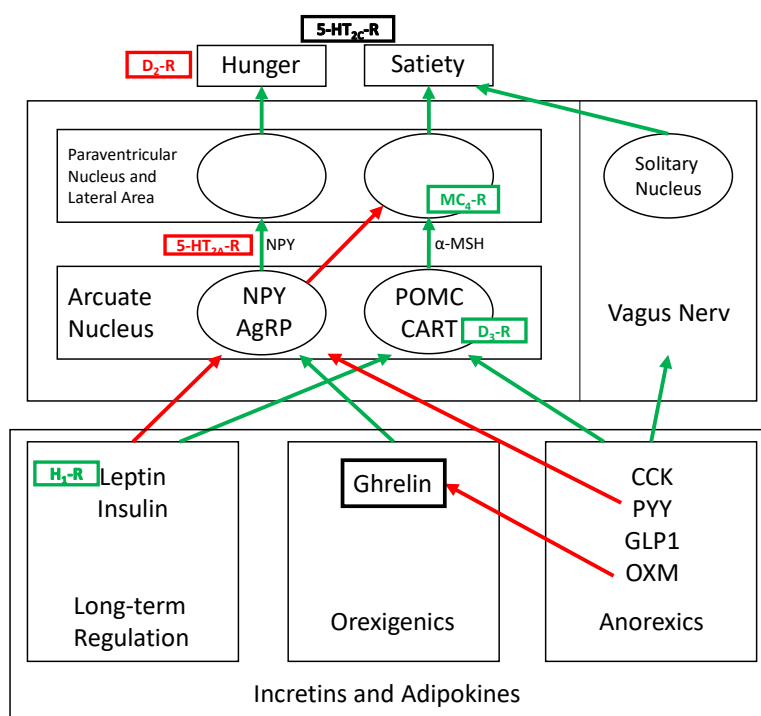 5-HT2C-R
D2-R
Hunger
Satiety
Paraventricular
Nucleus and
Lateral Area
Solitary
Nucleus
MC4-R
5-HT2A-R
NPY
α-MSH
Arcuate
Nucleus
NPY
AgRP
POMC
CART
D3-R
Vagus Nerv
H1-R
Leptin
Insulin
Long-term
Regulation
Ghrelin
Orexigenics
CCK
PYY
GLP1
OXM
Anorexics
Incretins and Adipokines